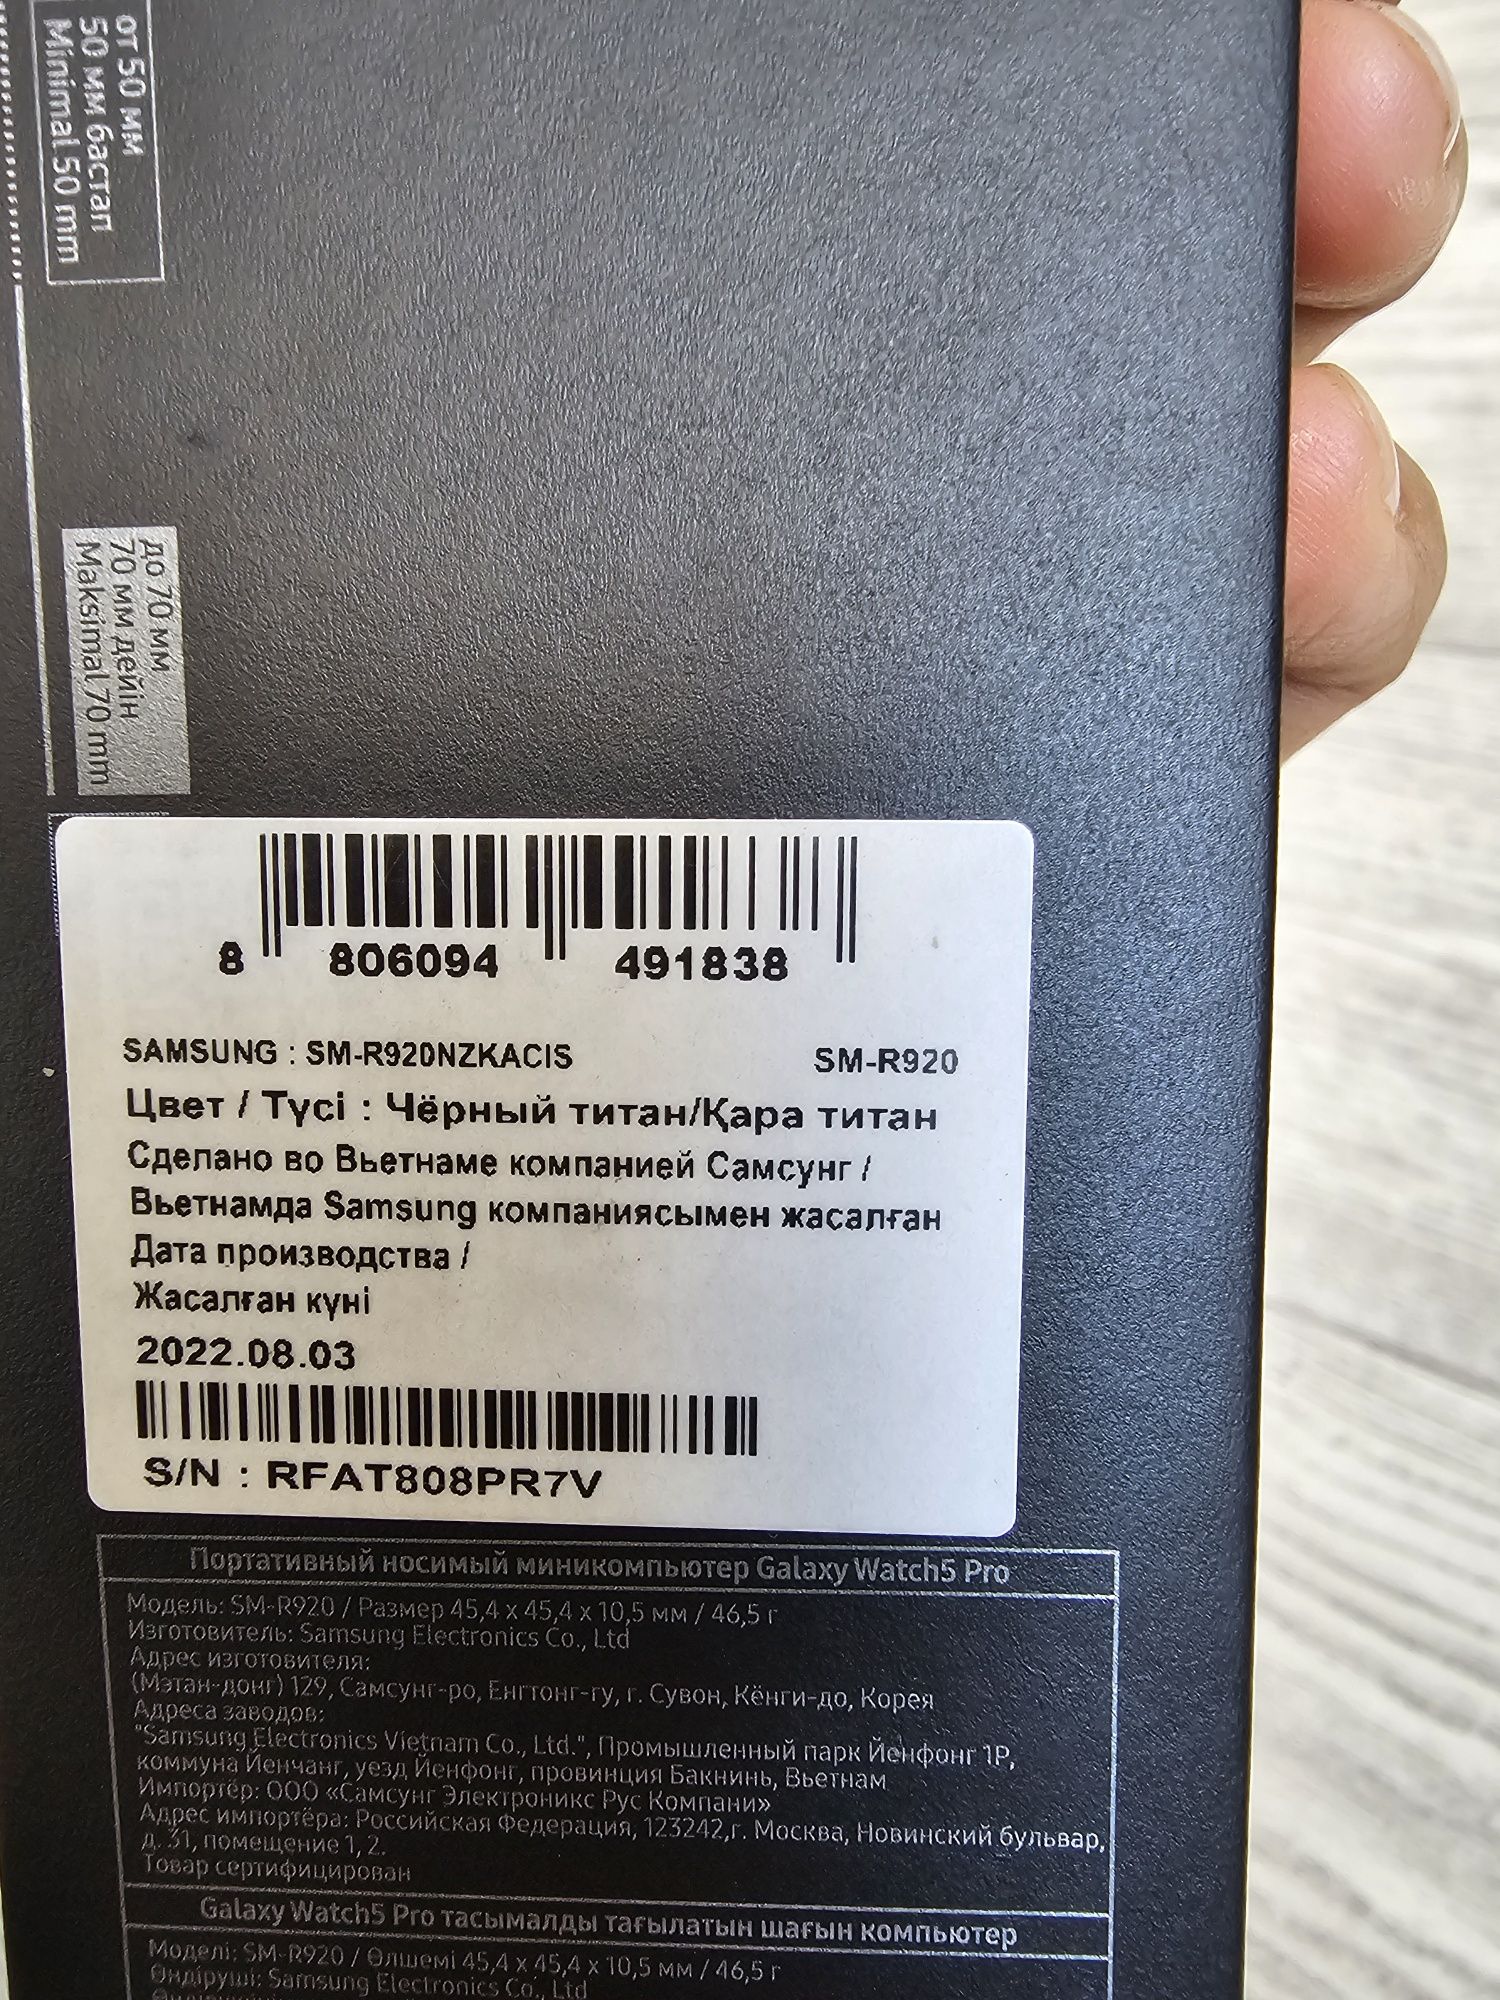 от 50 мм
50 мм бастап
Minimal 50 mm
до 70 мм
70 мм дейін
Maksimal 70 mm
8 806094 491838
SAMSUNG : SM-R920NZKACIS SM-R920
Цвет / Түсі : Чёрный титан/Қара титан
Сделано во Вьетнаме компанией Самсунг /
Вьетнамда Samsung компаниясымен жасалған
Дата производства /
Жасалған күні
2022.08.03
S/N : RFAT808PR7V
Портативный носимый миникомпьютер Galaxy Watch5 Pro
Модель: SM-R920 / Размер 45,4 x 45,4 x 10,5 мм / 46,5 г
Изготовитель: Samsung Electronics Co., Ltd
Адрес изготовителя:
(Мэтан-донг) 129, Самсунг-ро, Енгтонг-гу, г. Сувон, Кёнги-до, Корея
Адреса заводов:
"Samsung Electronics Vietnam Co., Ltd.", Промышленный парк Йенфонг 1Р,
коммуна Йенчанг, уезд Йенфонг, провинция Бакнинь, Вьетнам
Импортёр: ООО «Самсунг Электроникс Рус Компани»
Адрес импортёра: Российская Федерация, 123242,г. Москва, Новинский бульвар,
д. 31, помещение 1, 2.
Товар сертифицирован
Galaxy Watch5 Pro тасымалды тағылатын шағын компьютер
Моделі: SM-R920 / Өлшемі 45,4 x 45,4 x 10,5 мм / 46,5 г
Өндіруші: Samsung Electronics Co., Ltd